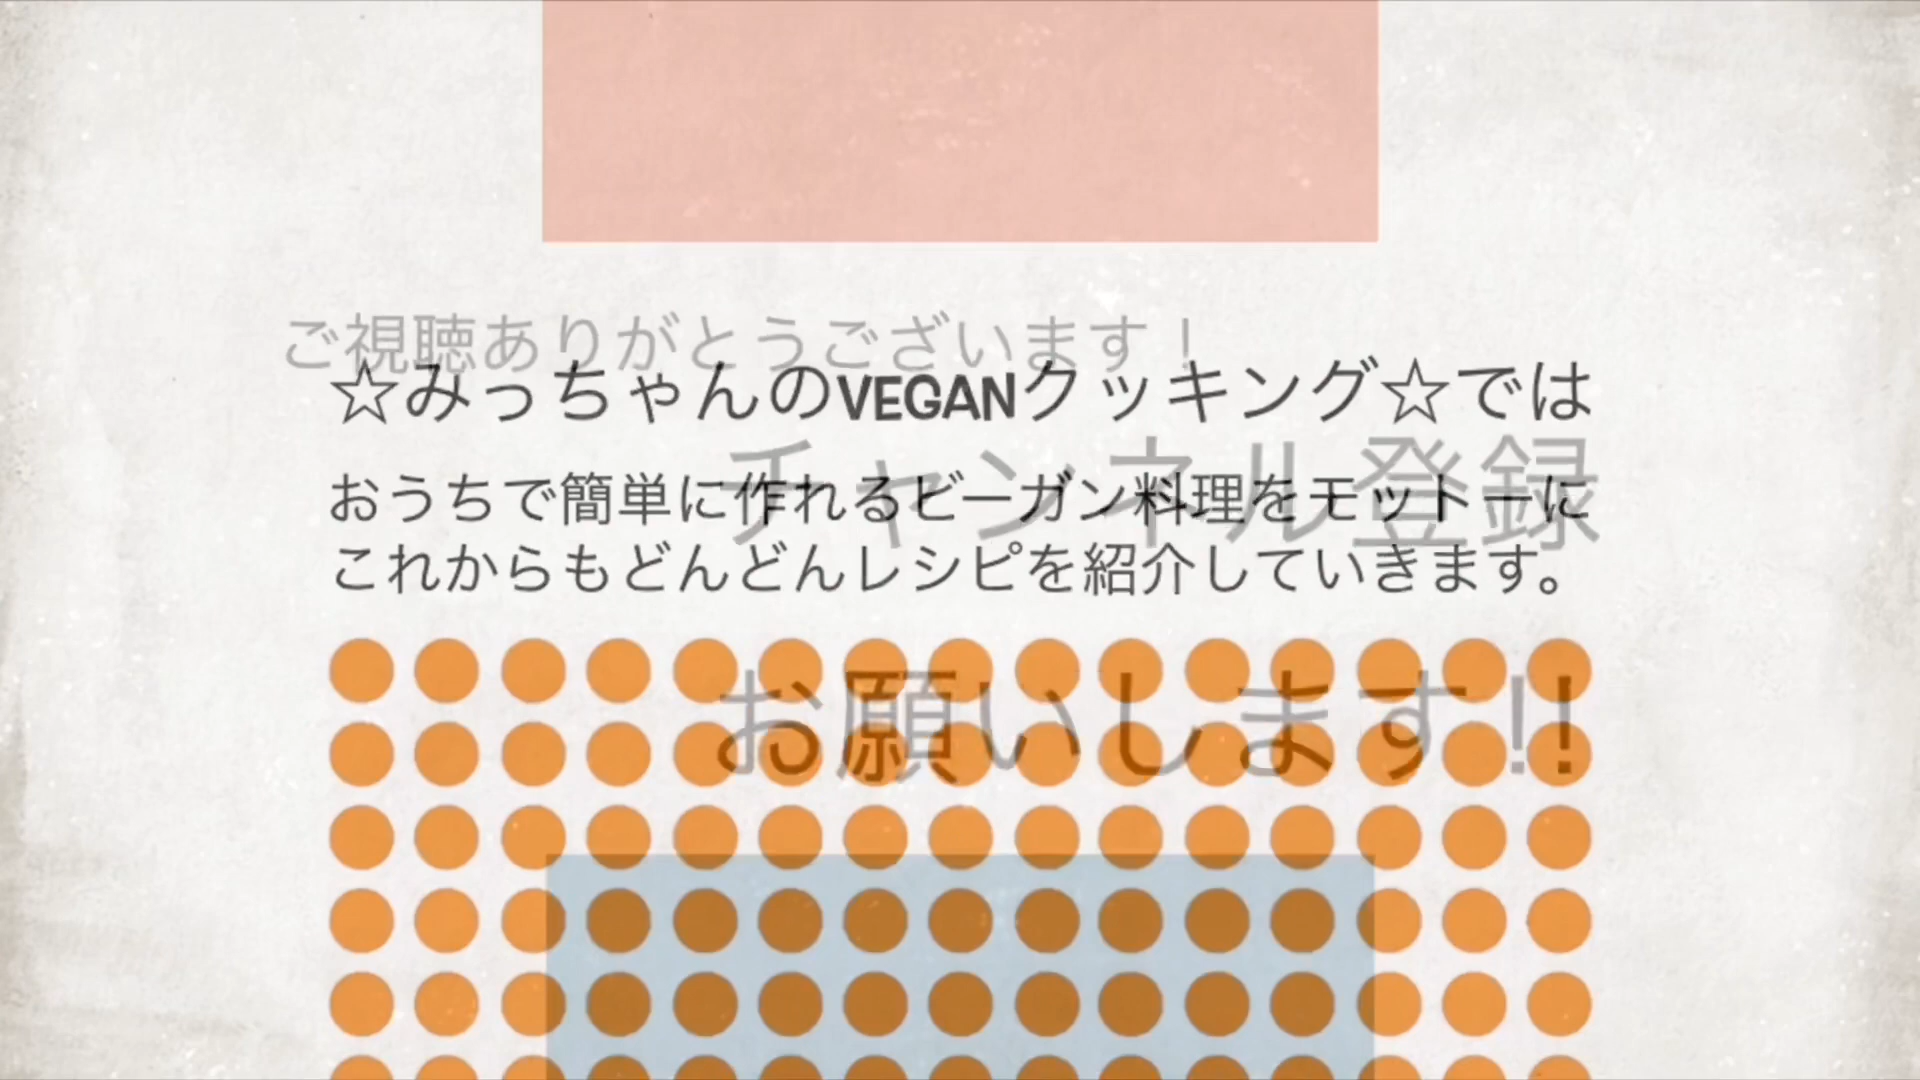 ご視聴ありがとうございます！
☆みっちゃんのVEGANクッキング☆では
チャンネル登録
おうちで簡単に作れるビーガン料理をモットーに
これからもどんどんレシピを紹介していきます。
お願いします！！